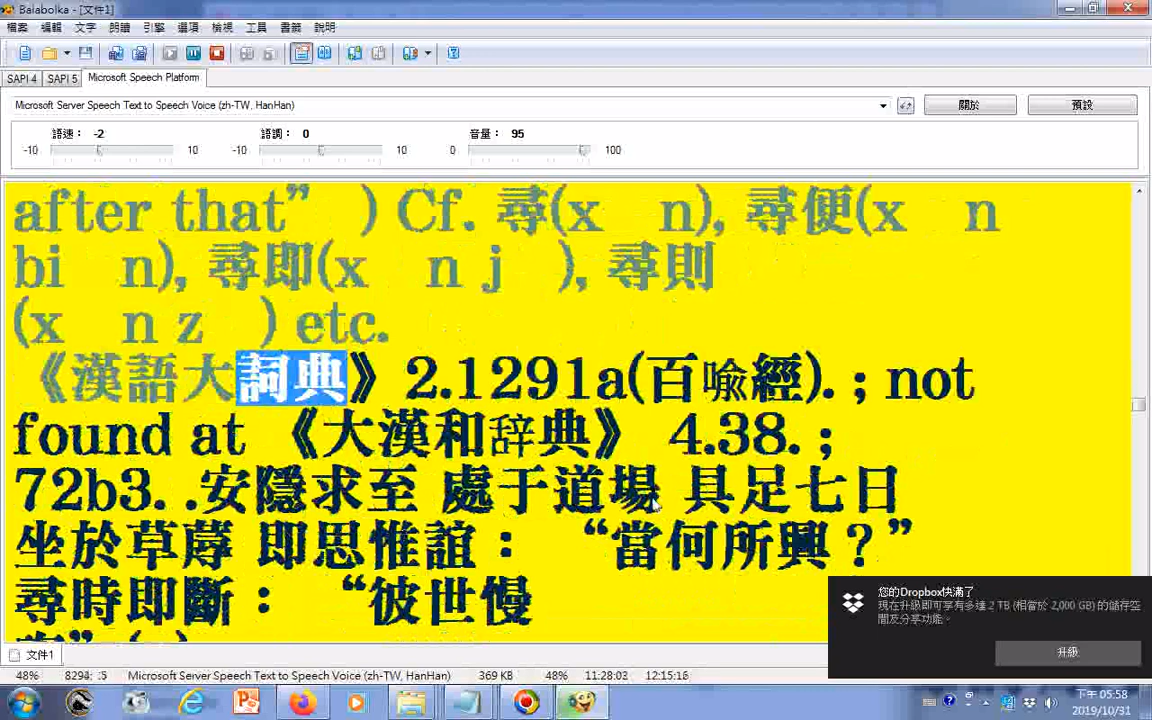 Balabolka - [文件1]
檔案 編輯 文字 朗讀 引擎 選項 檢視 工具 書籤 說明
SAPI 4 SAPI 5 Microsoft Speech Platform
Microsoft Server Speech Text to Speech Voice (zh-TW, HanHan) 關於 預設
語速： -2 語調： 0 音量： 95
-10 10 -10 10 0 100
after that” ) Cf. 尋(x n), 尋便(x n
bi n), 尋即(x n j ), 尋則
(x n z ) etc.
《漢語大詞典》 2.1291a(百喩經). ; not
found at 《大漢和辞典》 4.38. ;
72b3. .安隱求至 處于道場 具足七日
坐於草蓐 即思惟誼： “當何所興？”
尋時即斷： “彼世慢
您的Dropbox快滿了
現在升級即可享有多達 2 TB (相當於 2,000 GB) 的儲存空
間及分享功能。
升級
文件1
48% Microsoft Server Speech Text to Speech Voice (zh-TW, HanHan) 369 KB 48% 11:28:03 12:15:16
下午 05:58
2019/10/31